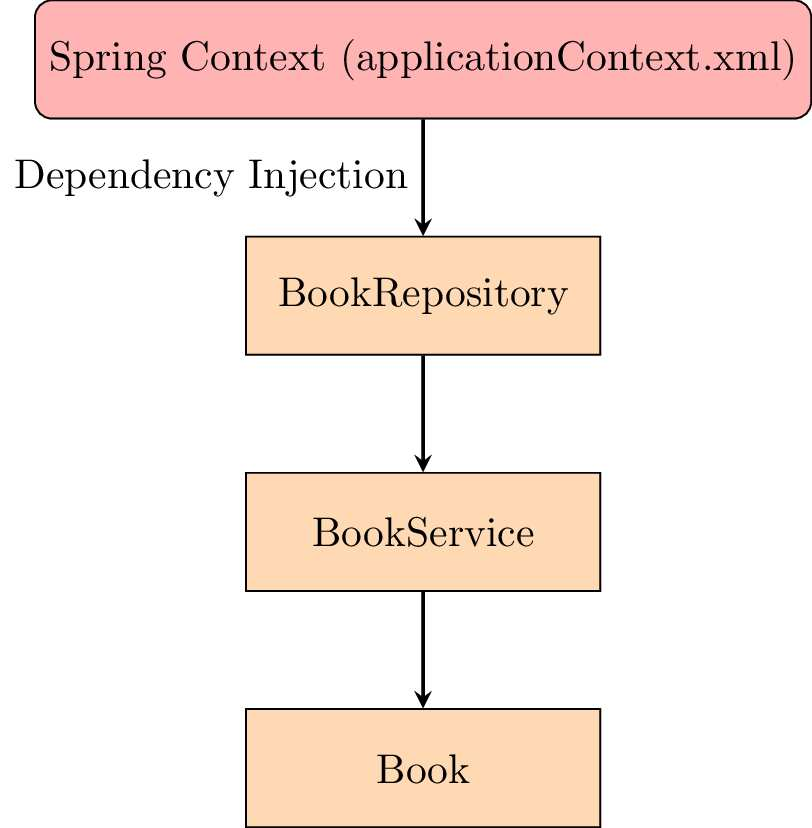 Spring Context (applicationContext.xml)
Dependency Injection
BookRepository
BookService
Book